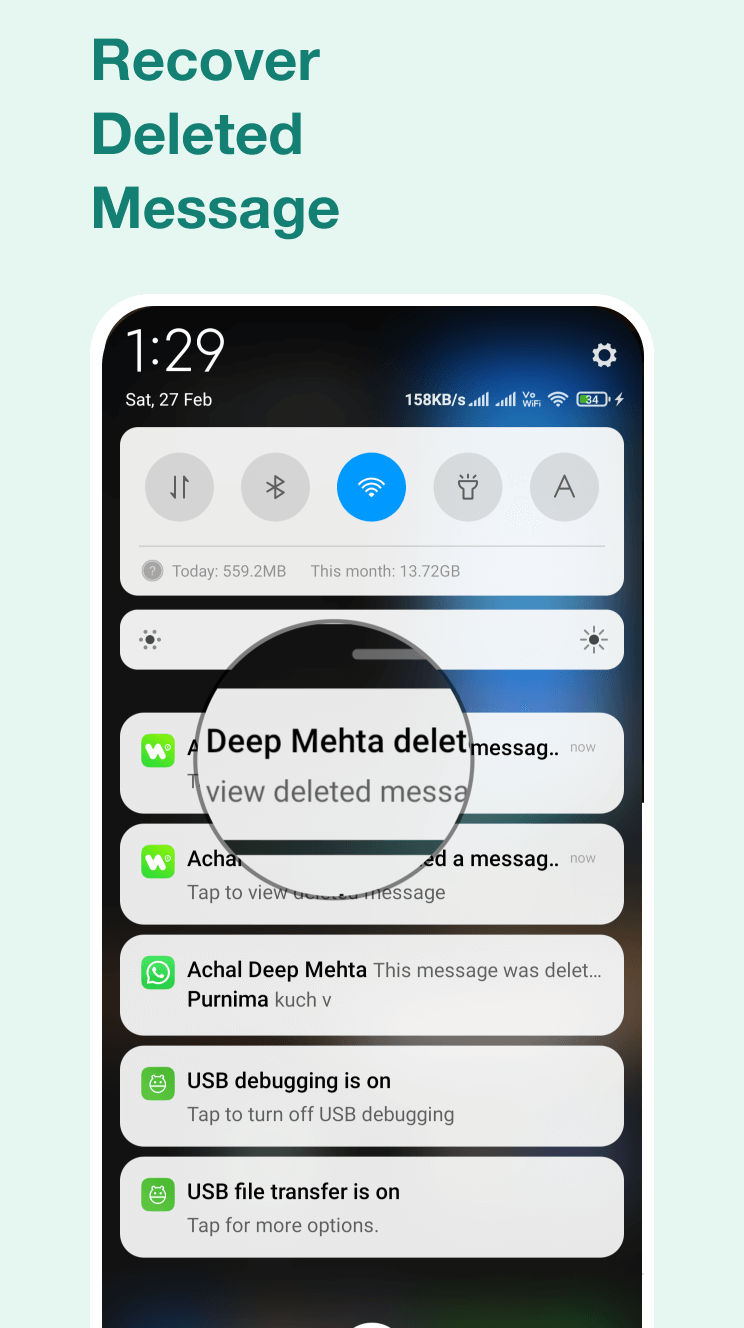 Recover
Deleted
Message
1:29
Sat, 27 Feb
158KB/s Vo WiFi 34
Today: 559.2MB This month: 13.72GB
A
messag.. now
Deep Mehta delet
T
view deleted messa
Achal ed a messag.. now
Tap to view deleted message
Achal Deep Mehta This message was delet...
Purnima kuch v
USB debugging is on
Tap to turn off USB debugging
USB file transfer is on
Tap for more options.